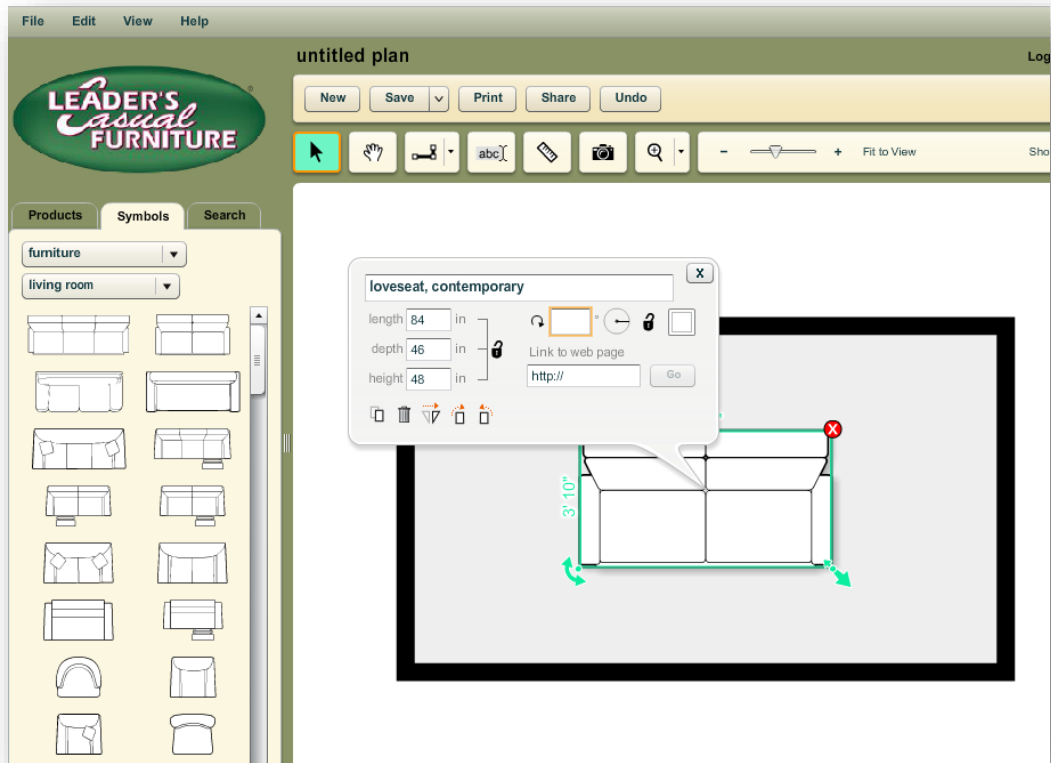 File Edit View Help
untitled plan
Log
LEADER'S
Casual
FURNITURE
®
New Save Print Share Undo
abc
- + Fit to View
Sho
Products Symbols Search
furniture
living room
X
loveseat, contemporary
length 84 in
°
depth 46 in
Link to web page
height 48 in
http:// Go
X
3' 10"